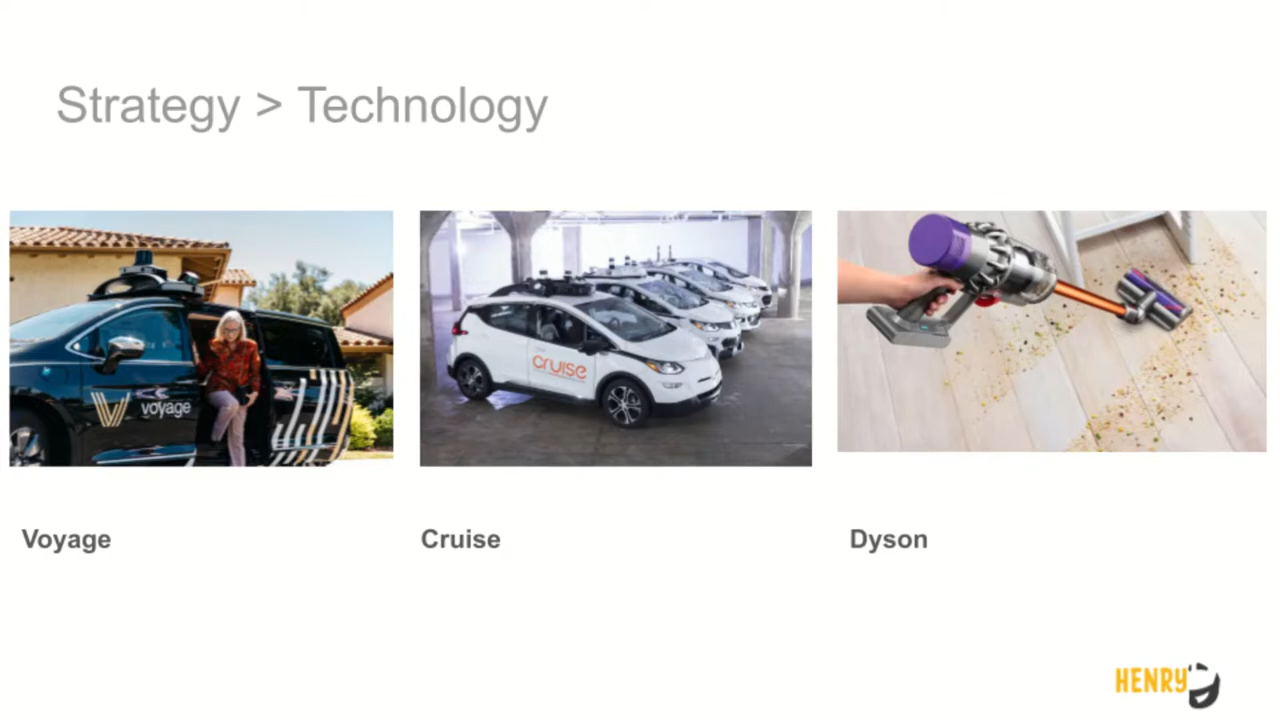 Strategy > Technology
voyage
cruise
Voyage
Cruise
Dyson
HENRY